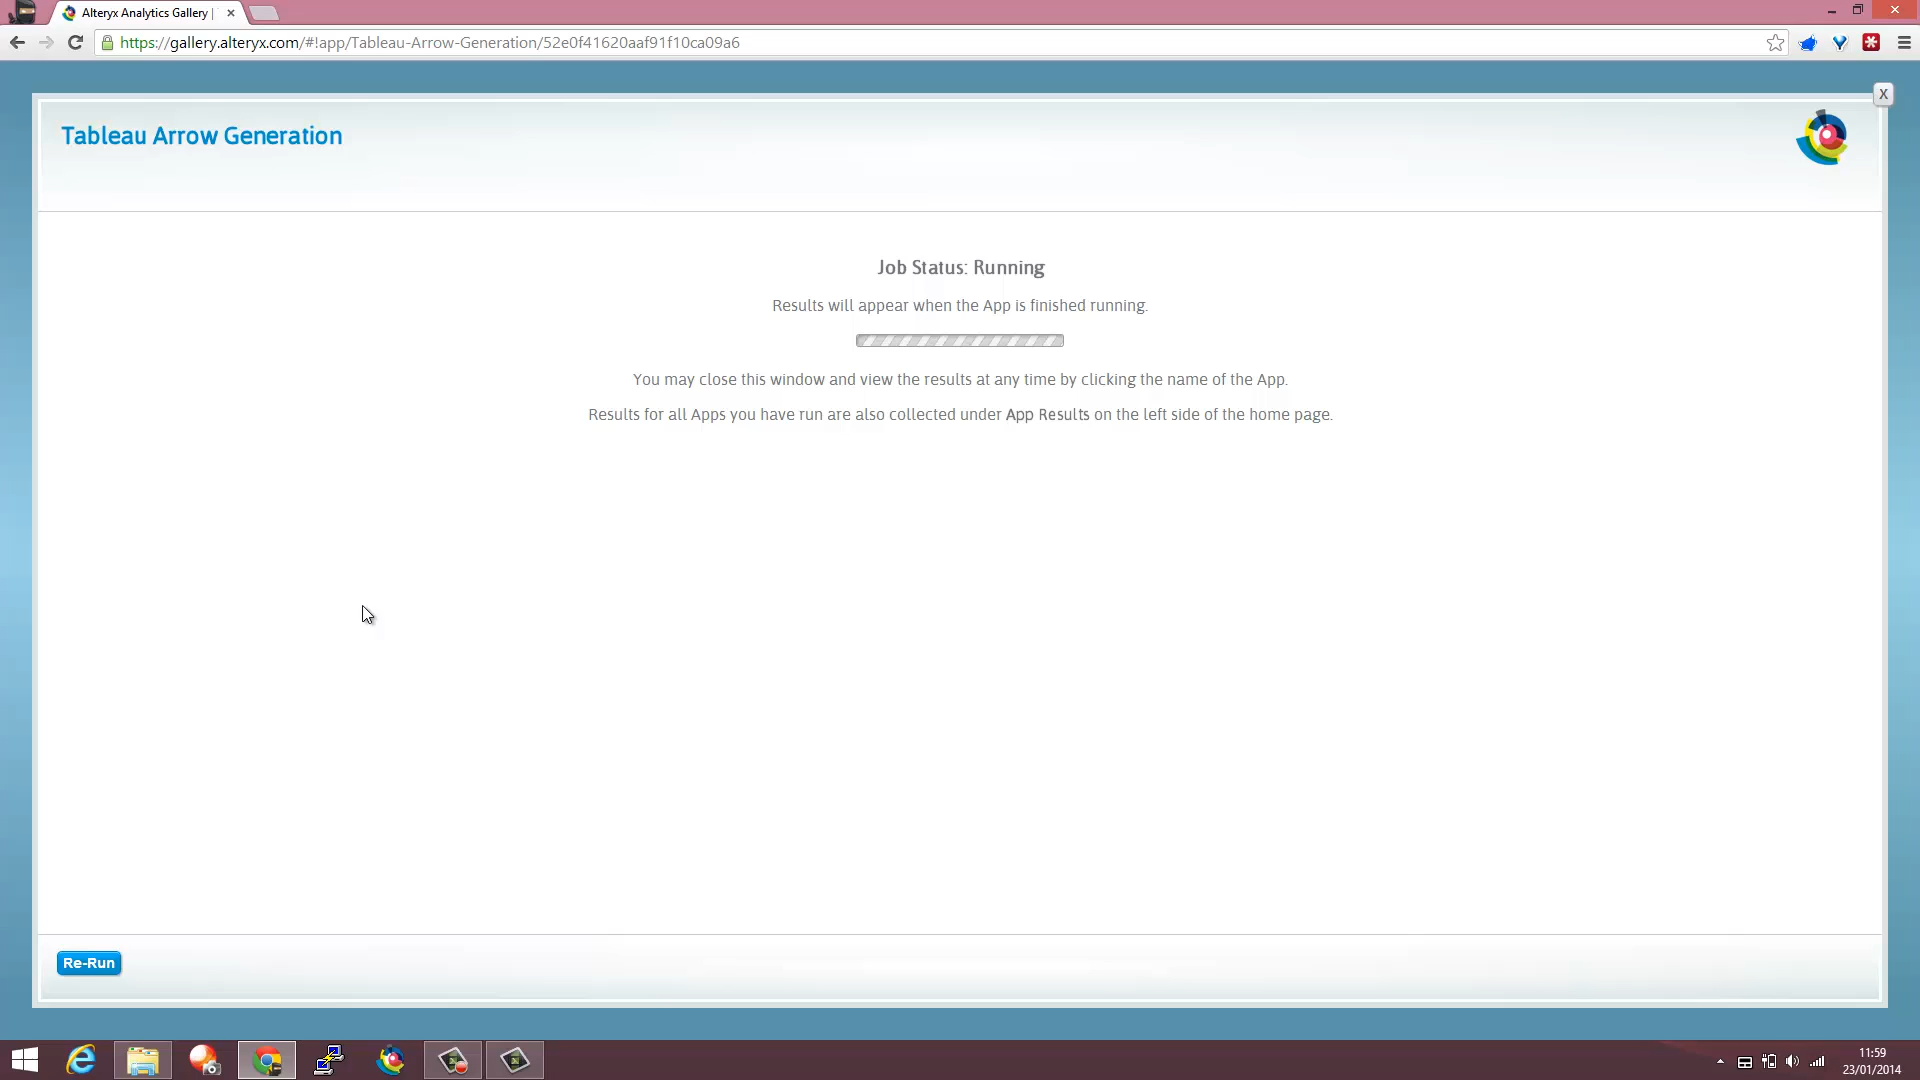 Alteryx Analytics Gallery |
https://gallery.alteryx.com/#!app/Tableau-Arrow-Generation/52e0f41620aaf91f10ca09a6
X
Tableau Arrow Generation
Job Status: Running
Results will appear when the App is finished running.
You may close this window and view the results at any time by clicking the name of the App.
Results for all Apps you have run are also collected under App Results on the left side of the home page.
Re-Run
11:59
23/01/2014